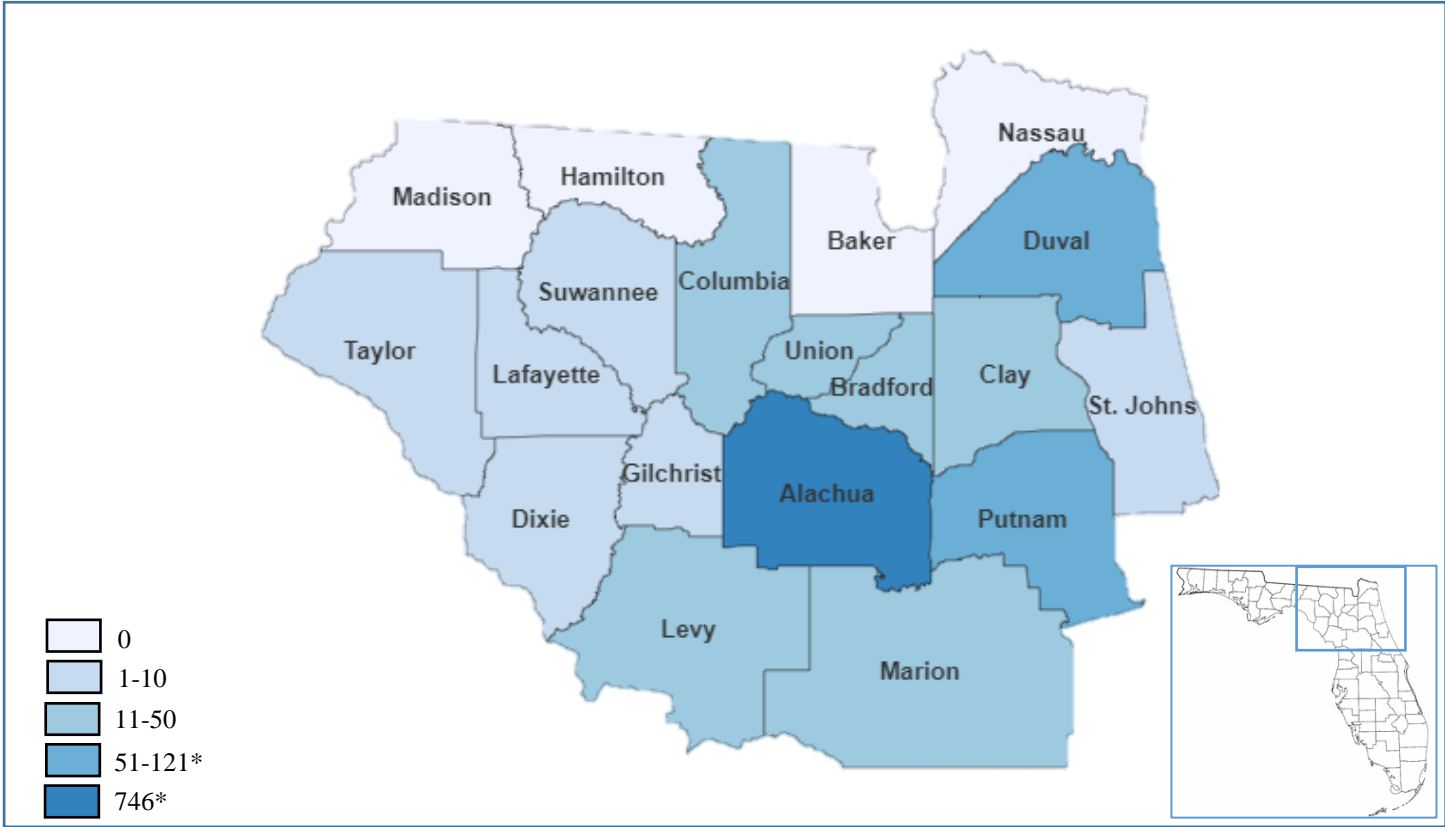 Nassau
Hamilton
Madison
Baker
Duval
Columbia
Suwannee
Taylor
Union
Lafayette
Clay
Bradford
St. Johns
Gilchrist
Alachua
Dixie
Putnam
Levy
Marion
0
1-10
11-50
51-121*
746*